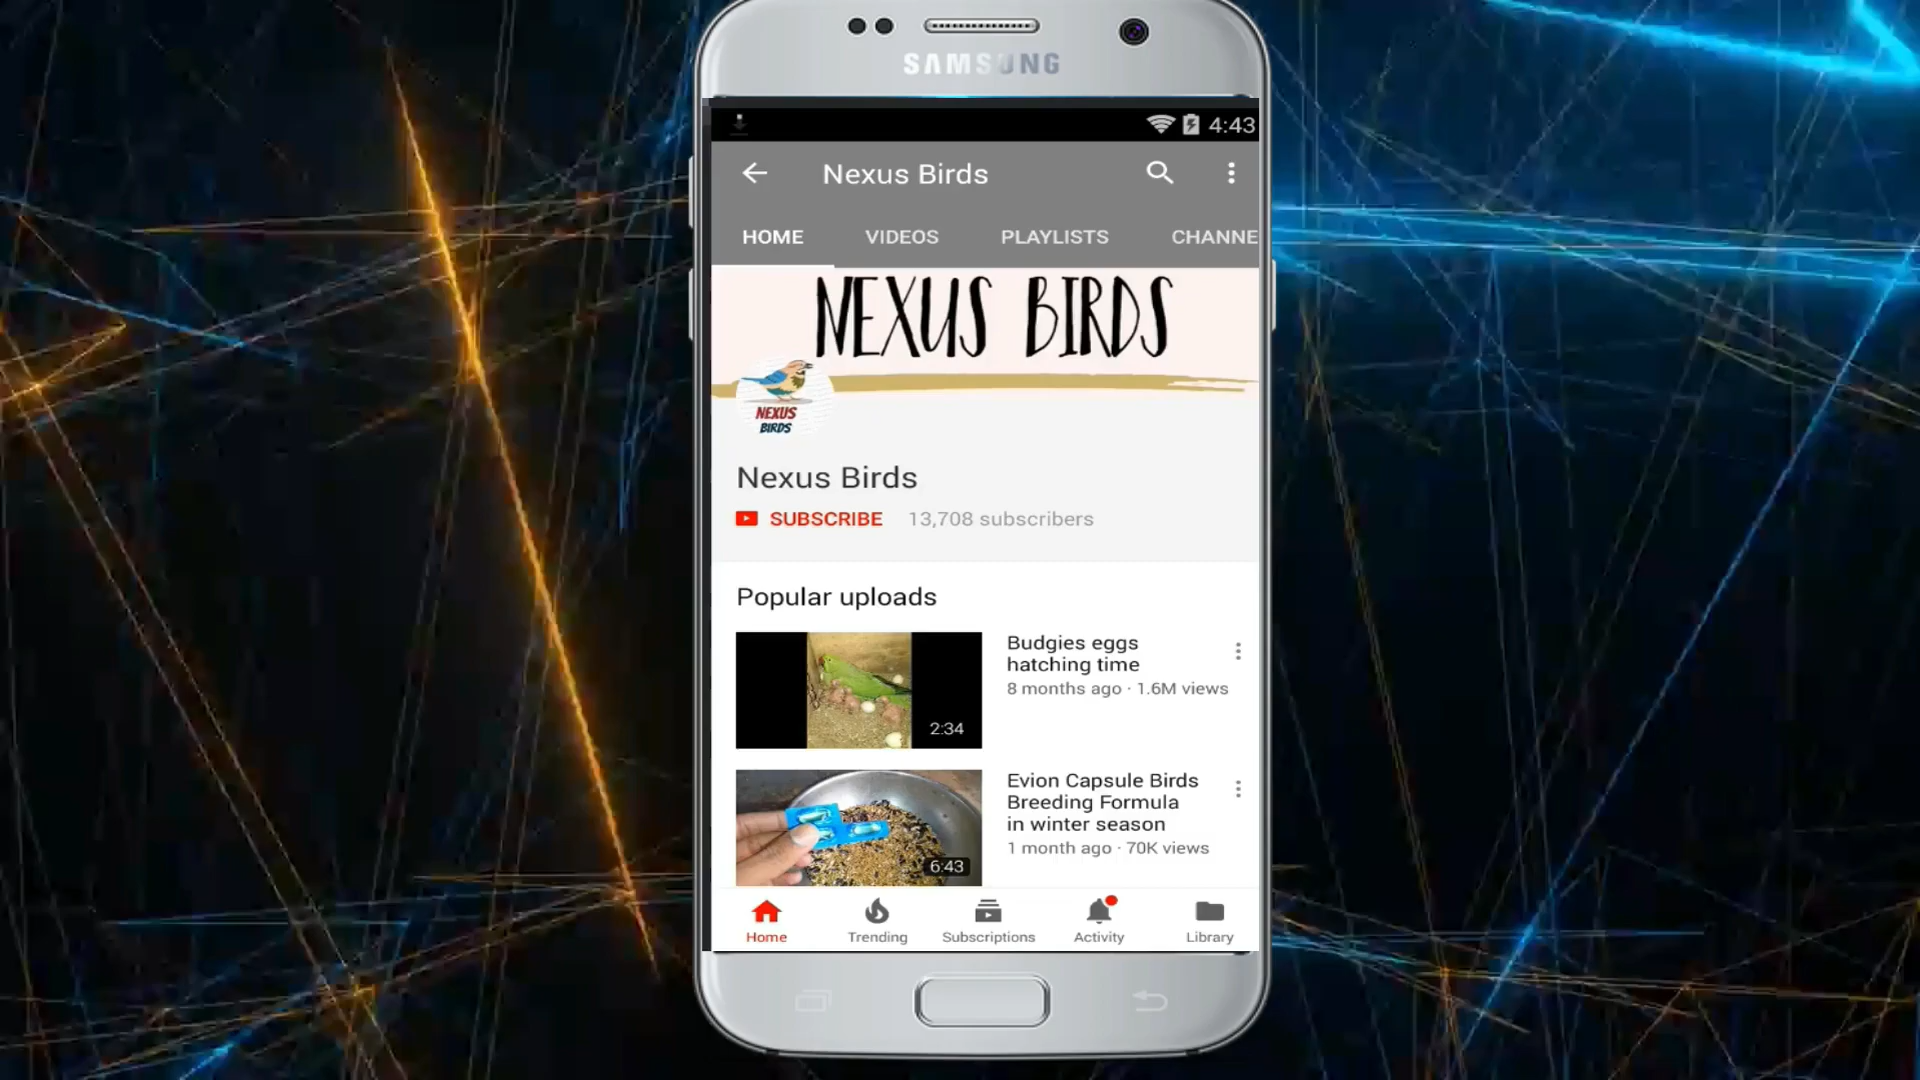 SAMSUNG
4:43
Nexus Birds
HOME VIDEOS PLAYLISTS CHANNE
NEXUS BIRDS
NEXUS
BIRDS
Nexus Birds
SUBSCRIBE 13,708 subscribers
Popular uploads
Budgies eggs
hatching time
8 months ago · 1.6M views
2:34
Evion Capsule Birds
Breeding Formula
in winter season
1 month ago · 70K views
6:43
Home Trending Subscriptions Activity Library